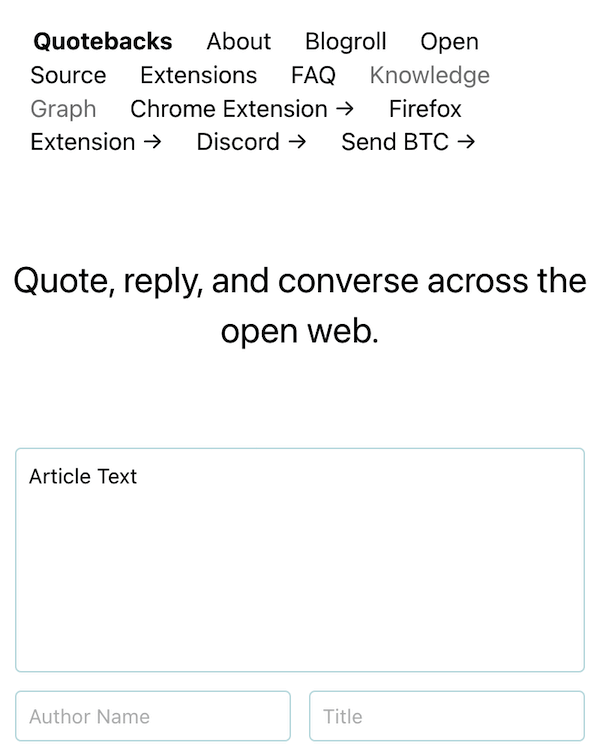 Quotebacks About Blogroll Open
Source Extensions FAQ Knowledge
Graph Chrome Extension → Firefox
Extension → Discord → Send BTC →
Quote, reply, and converse across the
open web.
Article Text
Author Name Title